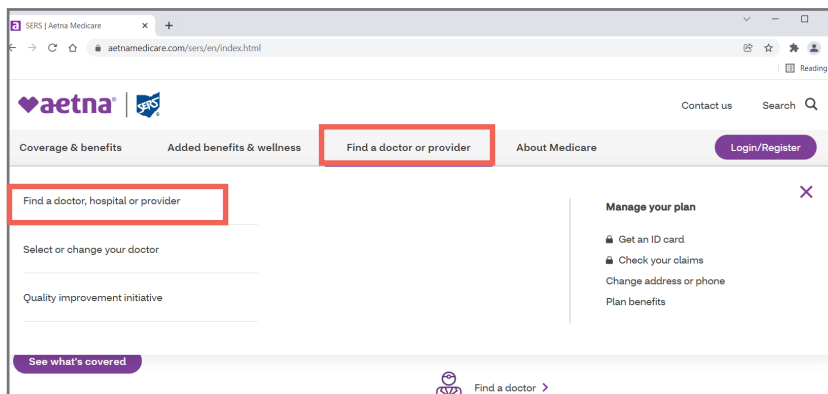 SERS | Aetna Medicare
aetnamedicare.com/sers/en/index.html
Reading
aetna® SERS
Contact us Search
Coverage & benefits Added benefits & wellness Find a doctor or provider About Medicare Login/Register
Find a doctor, hospital or provider
Select or change your doctor
Quality improvement initiative
Manage your plan
Get an ID card
Check your claims
Change address or phone
Plan benefits
See what's covered
Find a doctor